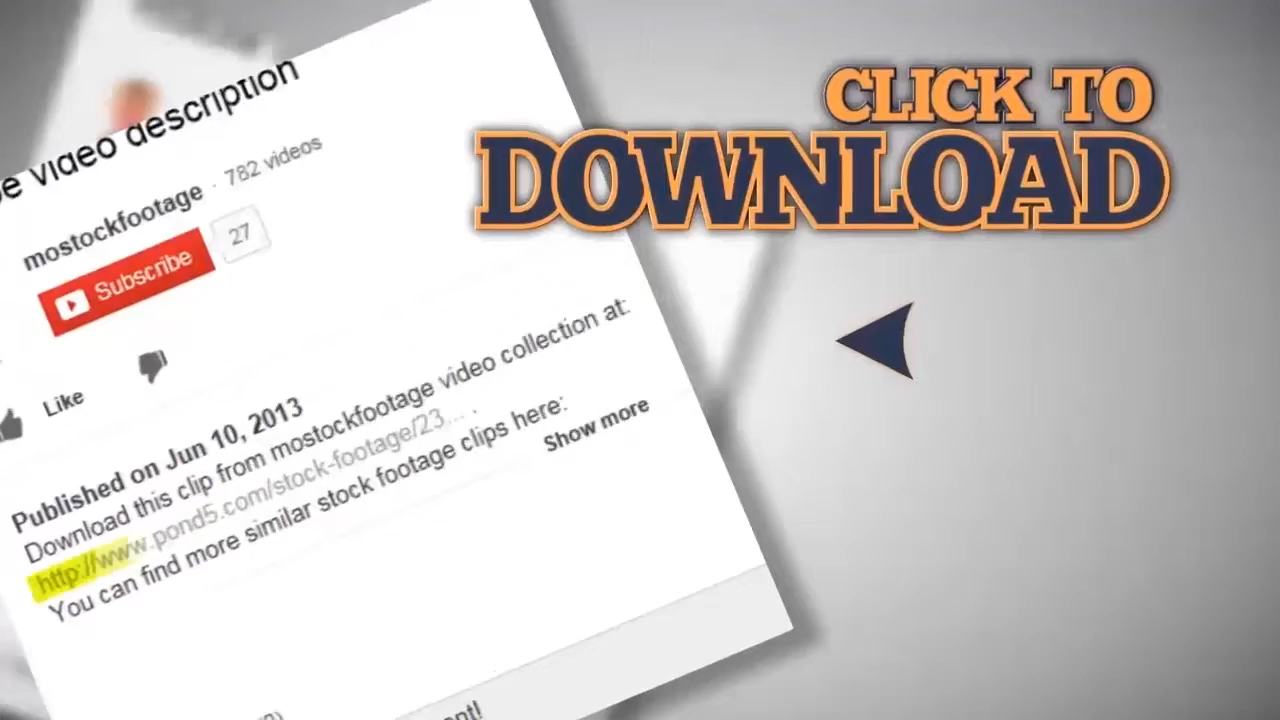 CLICK TO
DOWNLOAD
video description
mostockfootage · 782 videos
Subscribe 27
Like
Published on Jun 10, 2013
Download this clip from mostockfootage video collection at:
http://www.pond5.com/stock-footage/23... .
You can find more similar stock footage clips here:
Show more